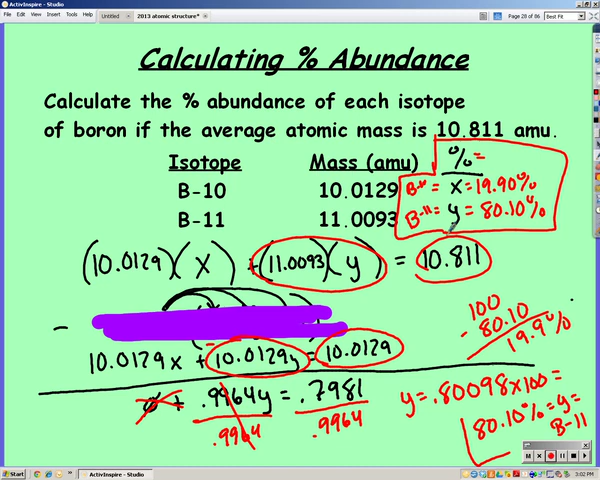 ActivInspire - Studio
File Edit View Insert Tools Help
Untitled
2013 atomic structure*
Page 28 of 86
Best Fit
Calculating % Abundance
Calculate the % abundance of each isotope
of boron if the average atomic mass is 10.811 amu.
Isotope Mass (amu) % =
B-10 10.0129 B-10 = x = 19.90%
B-11 11.0093 B-11 = y = 80.10%
(10.0129)(x) + (11.0093)(y) = 10.811
-
10.0129x + 10.0129y = 10.0129
100
- 80.10
19.9%
0 + .9964y = .7981
.9964 .9964
y = .80098 x 100 =
80.10% = y =
B-11
Start
ActivInspire - Studio
3:02 PM